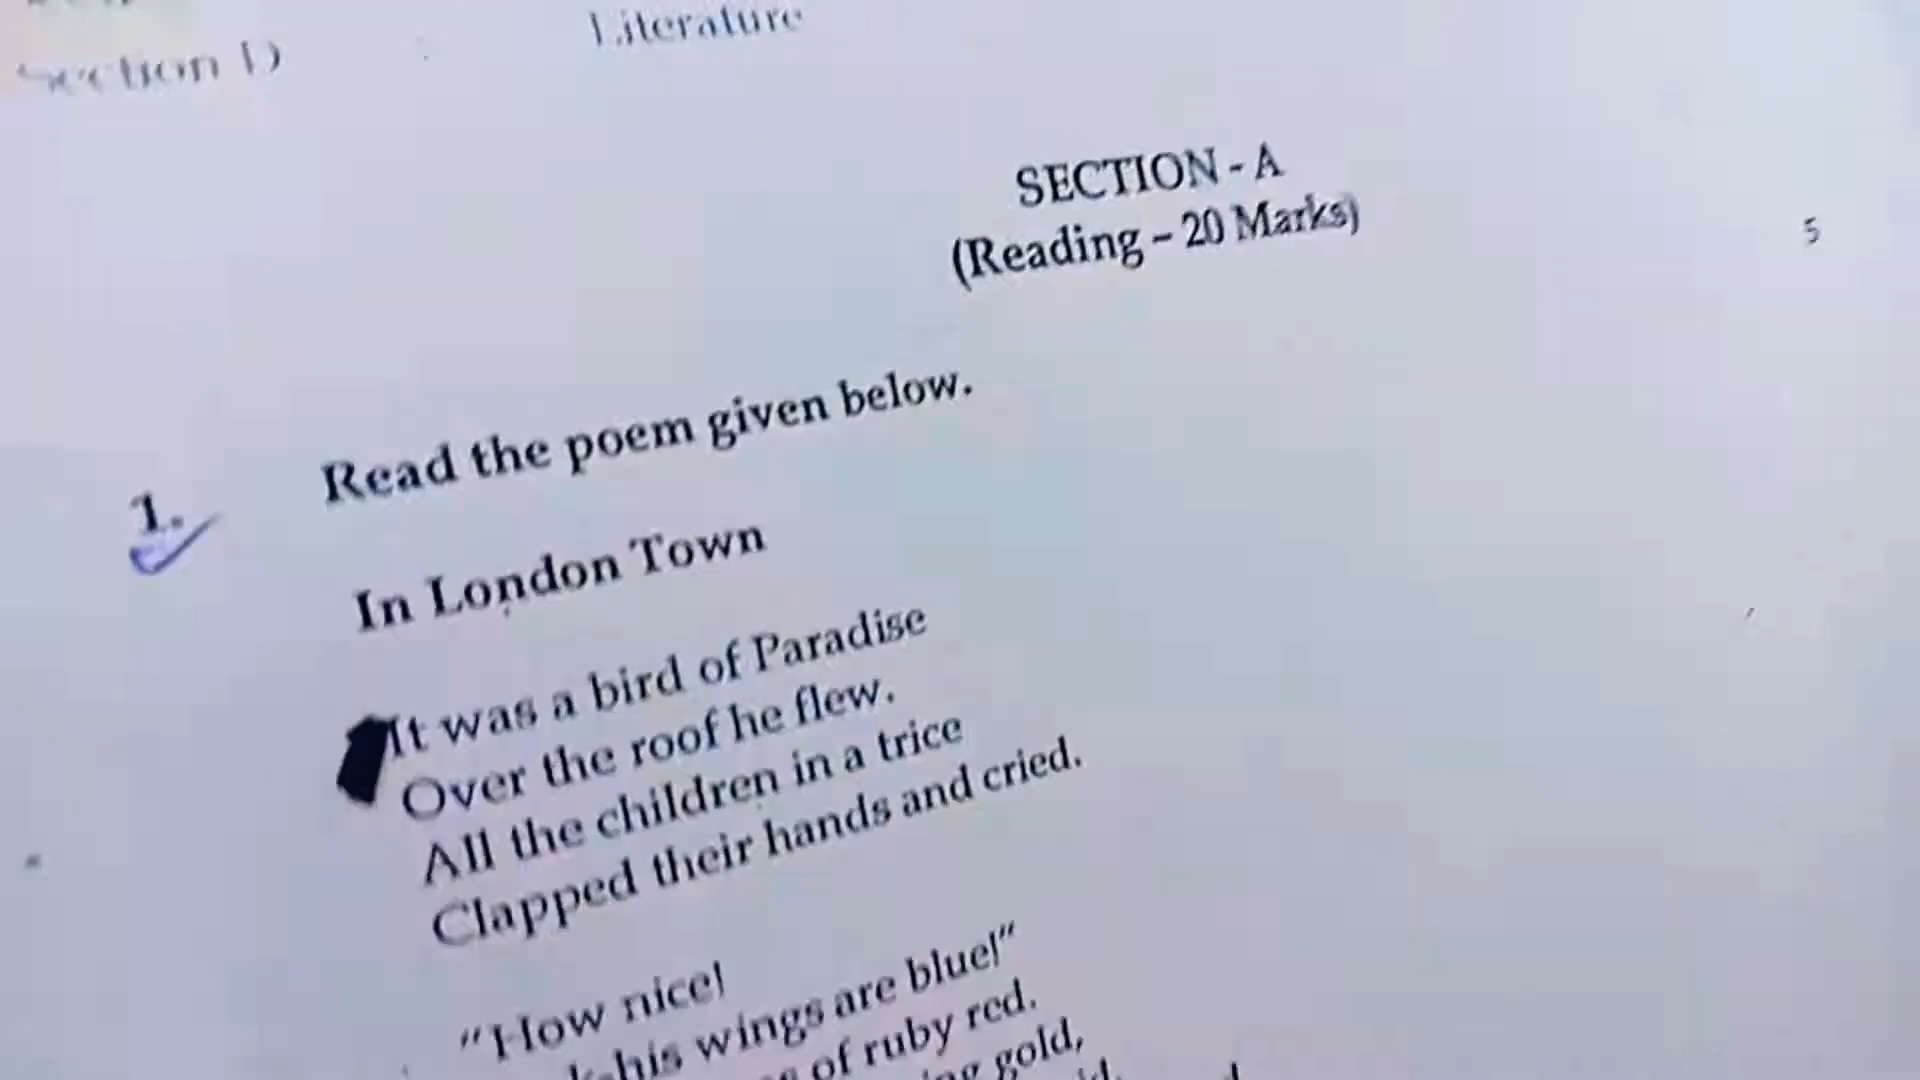 Literature
Section D :
SECTION - A
(Reading - 20 Marks)
5
1. Read the poem given below.
In London Town
It was a bird of Paradise
Over the roof he flew.
All the children in a trice
Clapped their hands and cried.
"How nice!
his wings are blue!"
of ruby red.
gold,